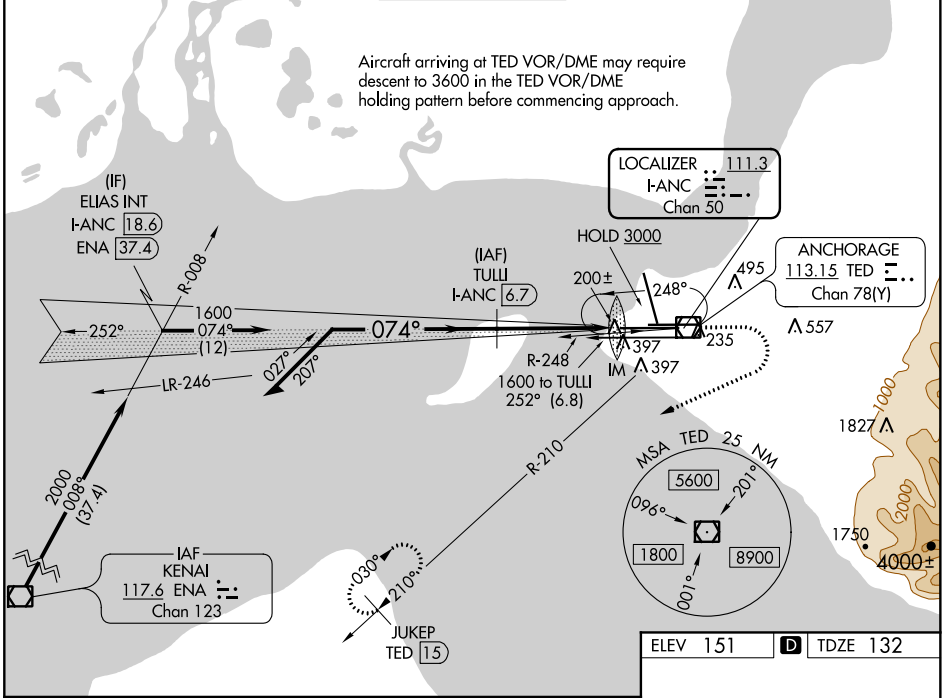 Aircraft arriving at TED VOR/DME may require
descent to 3600 in the TED VOR/DME
holding pattern before commencing approach.
LOCALIZER 111.3
I-ANC
Chan 50
(IF)
ELIAS INT
I-ANC 18.6
ENA 37.4
R-008
HOLD 3000
ANCHORAGE
113.15 TED
Chan 78(Y)
(IAF)
TULLI
I-ANC 6.7
200±
248°
495
557
1600
252°
074°
(12)
074°
235
397
397
IM
R-248
1600 to TULLI
252° (6.8)
LR-246
027°
207°
R-210
2000
008°
(37.4)
1000
1827
2000
1750
4000±
MSA TED 25 NM
5600
096°
201°
1800
8900
001°
IAF
KENAI
117.6 ENA
Chan 123
030°
210°
JUKEP
TED 15
ELEV 151 D TDZE 132